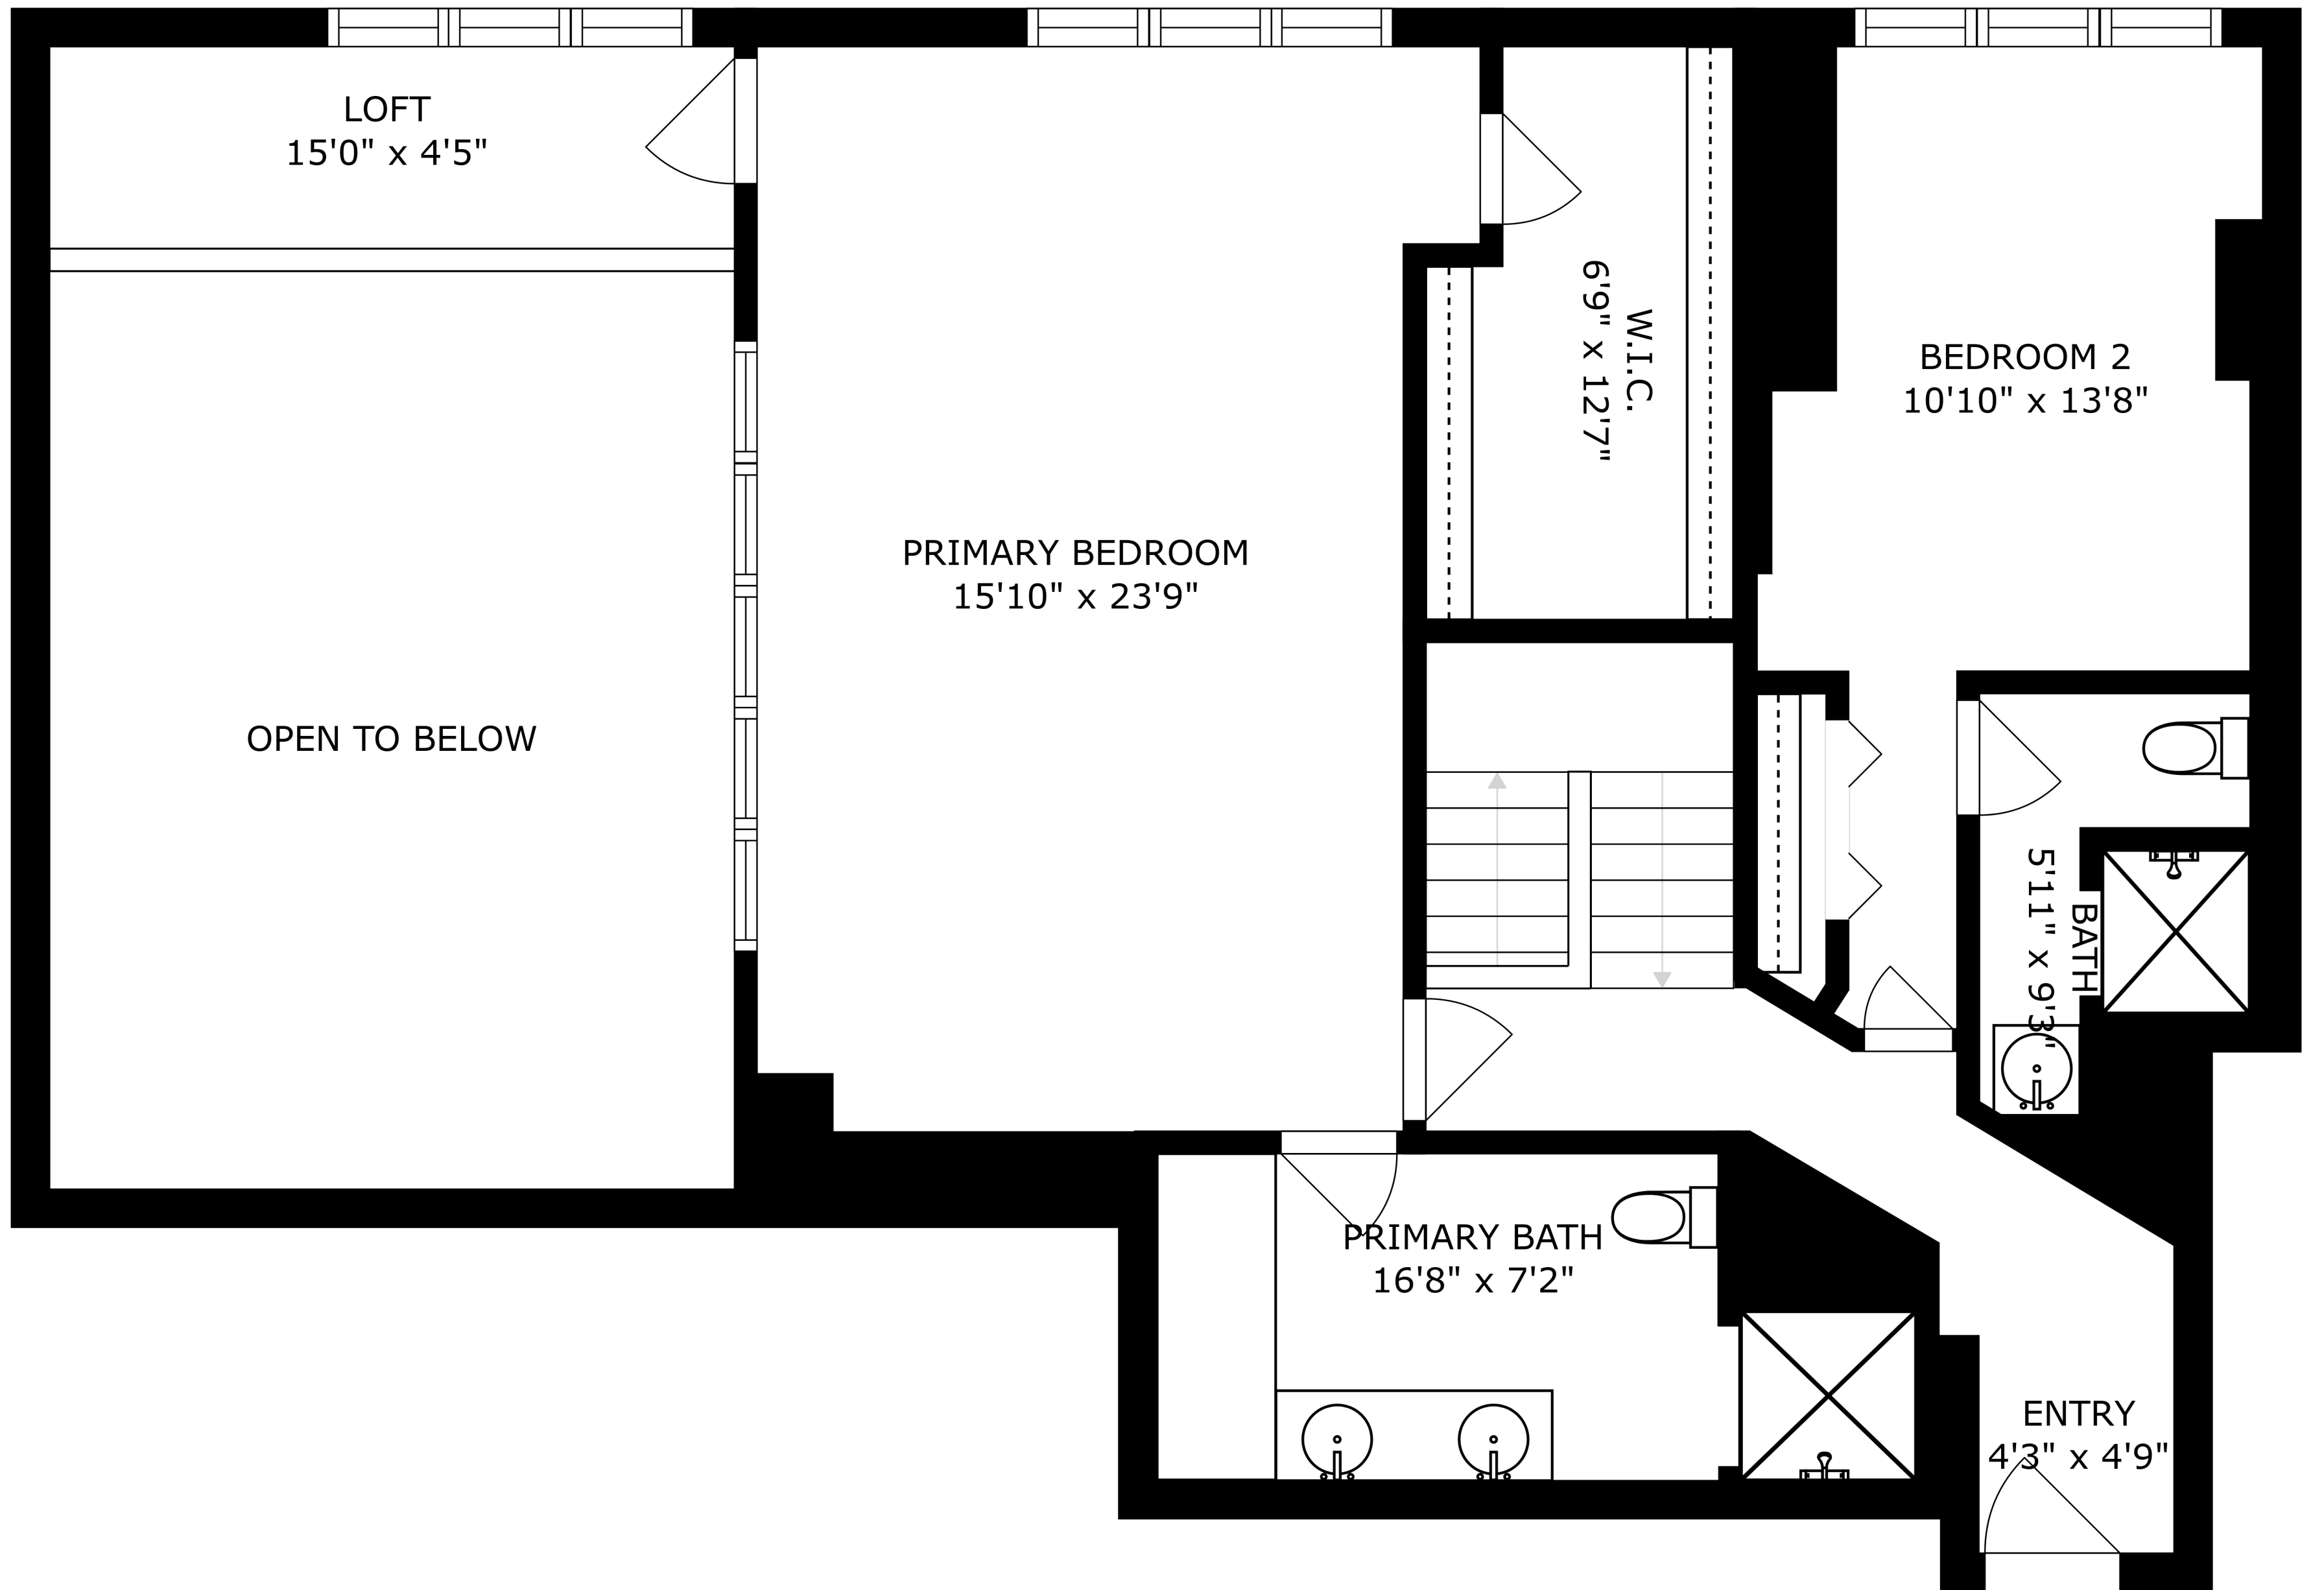 LOFT
15'0" x 4'5"
W.I.C.
6'9" x 12'7"
BEDROOM 2
10'10" x 13'8"
PRIMARY BEDROOM
15'10" x 23'9"
OPEN TO BELOW
BATH
5'11" x 9'3"
PRIMARY BATH
16'8" x 7'2"
ENTRY
4'3" x 4'9"